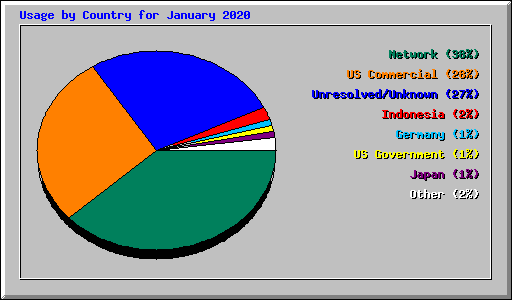 Usage by Country for January 2020
Network (38%)
US Commercial (28%)
Unresolved/Unknown (27%)
Indonesia (2%)
Germany (1%)
US Government (1%)
Japan (1%)
Other (2%)